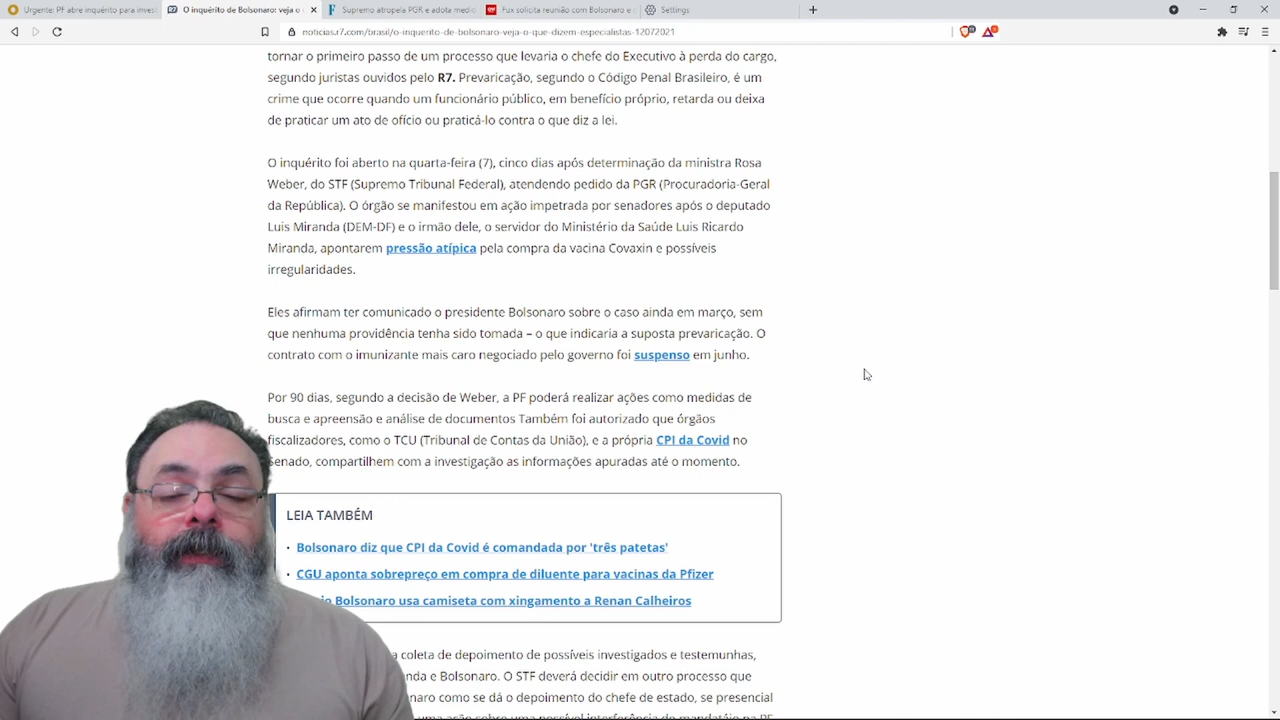 Urgente: PF abre inquérito para invest
O inquérito de Bolsonaro: veja o
Supremo atropela PGR e adota medid
Fux solicita reunião com Bolsonaro e
Settings
noticias.r7.com/brasil/o-inquerito-de-bolsonaro-veja-o-que-dizem-especialistas-12072021
tornar o primeiro passo de um processo que levaria o chefe do Executivo à perda do cargo,
segundo juristas ouvidos pelo R7. Prevaricação, segundo o Código Penal Brasileiro, é um
crime que ocorre quando um funcionário público, em benefício próprio, retarda ou deixa
de praticar um ato de ofício ou praticá-lo contra o que diz a lei.
O inquérito foi aberto na quarta-feira (7), cinco dias após determinação da ministra Rosa
Weber, do STF (Supremo Tribunal Federal), atendendo pedido da PGR (Procuradoria-Geral
da República). O órgão se manifestou em ação impetrada por senadores após o deputado
Luis Miranda (DEM-DF) e o irmão dele, o servidor do Ministério da Saúde Luis Ricardo
Miranda, apontarem pressão atípica pela compra da vacina Covaxin e possíveis
irregularidades.
Eles afirmam ter comunicado o presidente Bolsonaro sobre o caso ainda em março, sem
que nenhuma providência tenha sido tomada – o que indicaria a suposta prevaricação. O
contrato com o imunizante mais caro negociado pelo governo foi suspenso em junho.
Por 90 dias, segundo a decisão de Weber, a PF poderá realizar ações como medidas de
busca e apreensão e análise de documentos Também foi autorizado que órgãos
fiscalizadores, como o TCU (Tribunal de Contas da União), e a própria CPI da Covid no
Senado, compartilhem com a investigação as informações apuradas até o momento.
LEIA TAMBÉM
• Bolsonaro diz que CPI da Covid é comandada por 'três patetas'
• CGU aponta sobrepreço em compra de diluente para vacinas da Pfizer
Bolsonaro usa camiseta com xingamento a Renan Calheiros
a coleta de depoimento de possíveis investigados e testemunhas,
nda e Bolsonaro. O STF deverá decidir em outro processo que
naro como se dá o depoimento do chefe de estado, se presencial
uma ação sobre uma possível interferência do mandatário na PF